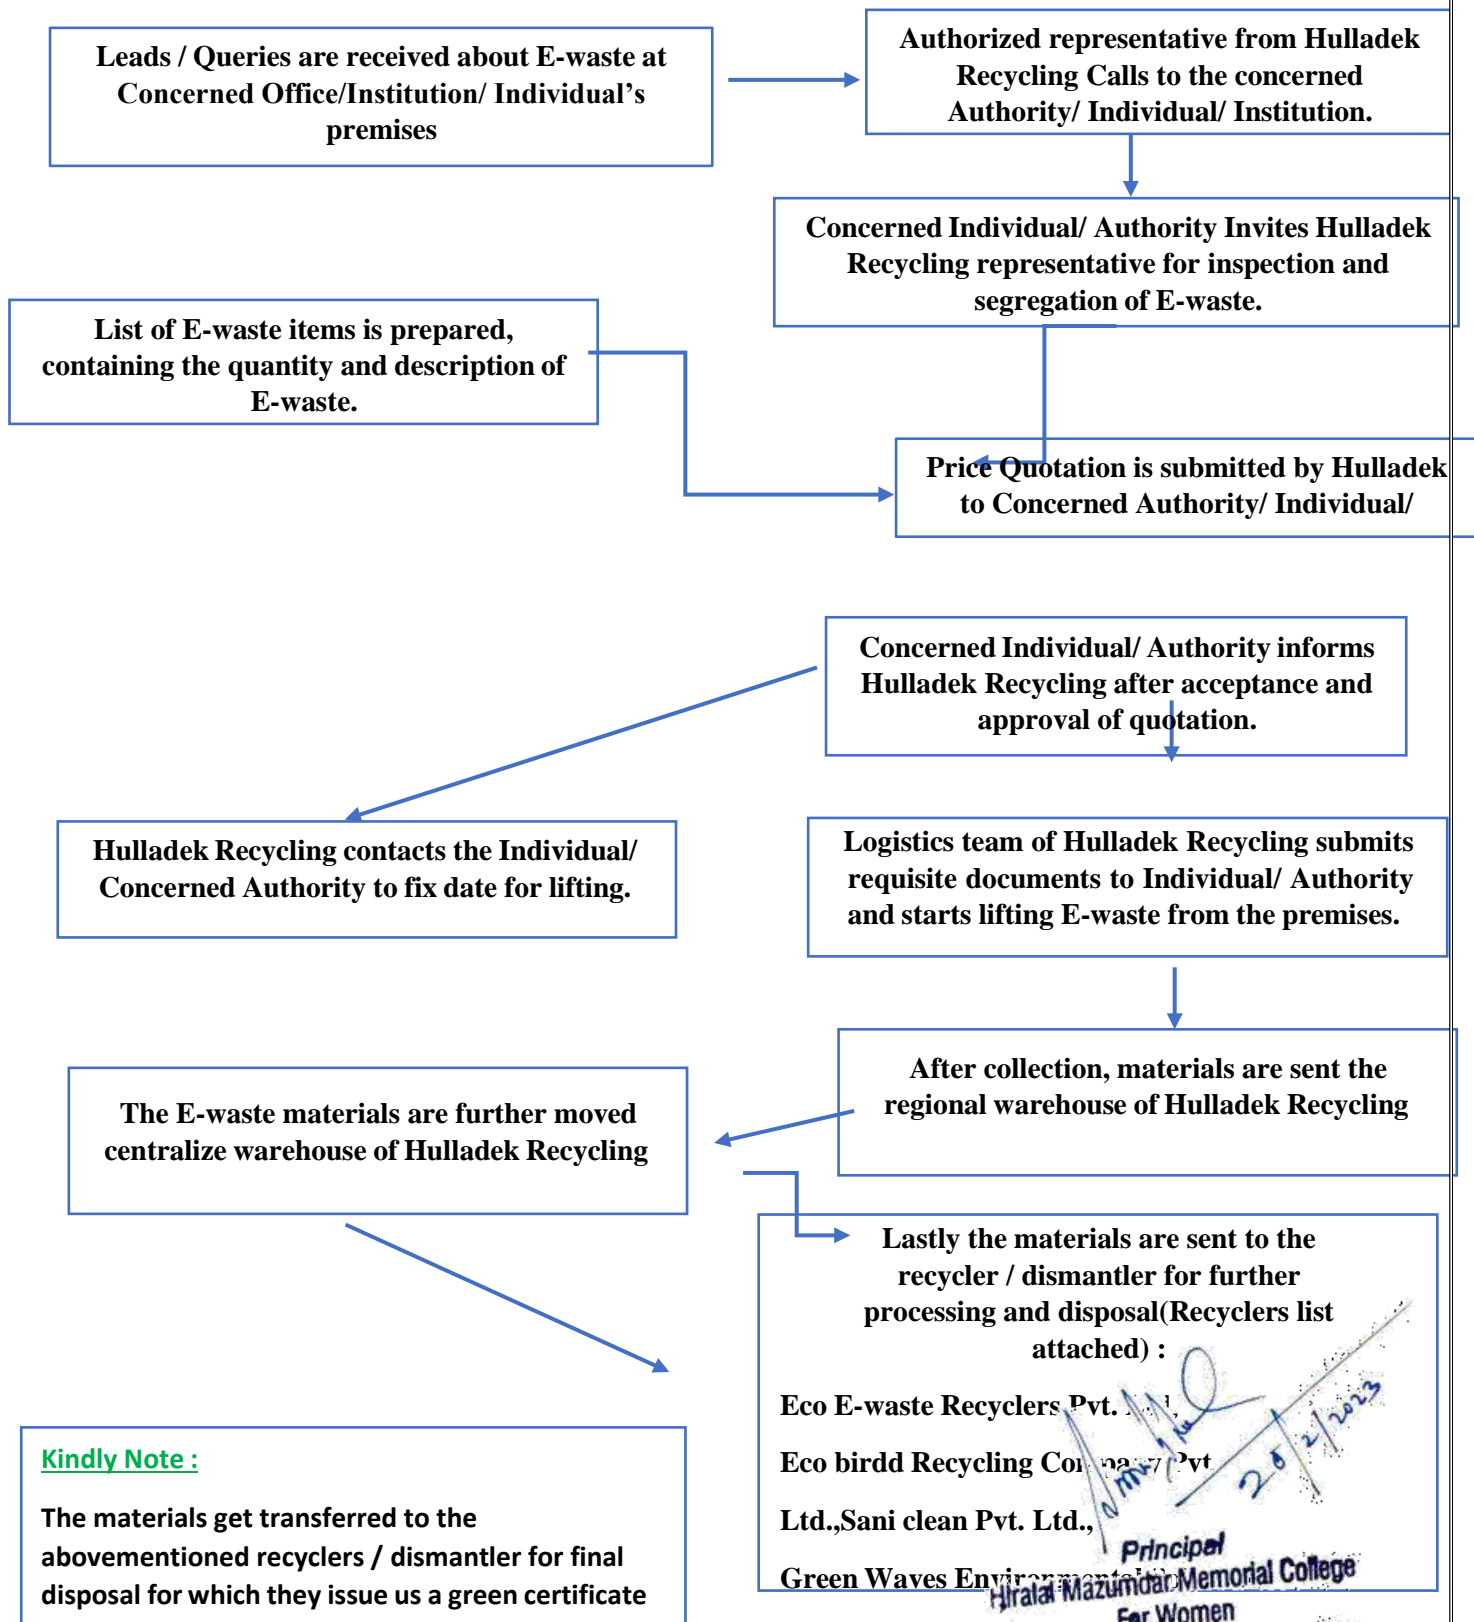 Leads / Queries are received about E-waste at
Concerned Office/Institution/ Individual's
premises
Authorized representative from Hulladek
Recycling Calls to the concerned
Authority/ Individual/ Institution.
Concerned Individual/ Authority Invites Hulladek
Recycling representative for inspection and
segregation of E-waste.
List of E-waste items is prepared,
containing the quantity and description of
E-waste.
Price Quotation is submitted by Hulladek
to Concerned Authority/ Individual/
Concerned Individual/ Authority informs
Hulladek Recycling after acceptance and
approval of quotation.
Hulladek Recycling contacts the Individual/
Concerned Authority to fix date for lifting.
Logistics team of Hulladek Recycling submits
requisite documents to Individual/ Authority
and starts lifting E-waste from the premises.
After collection, materials are sent the
regional warehouse of Hulladek Recycling
The E-waste materials are further moved
centralize warehouse of Hulladek Recycling
Lastly the materials are sent to the
recycler / dismantler for further
processing and disposal(Recyclers list
attached) :
Eco E-waste Recyclers Pvt.
Eco birdd Recycling Company Pvt
Ltd.,Sani clean Pvt. Ltd.,
Green Waves Environmental
28/2/2023
Principal
Hiralal Mazumdar Memorial College
For Women
Kindly Note :
The materials get transferred to the
abovementioned recyclers / dismantler for final
disposal for which they issue us a green certificate